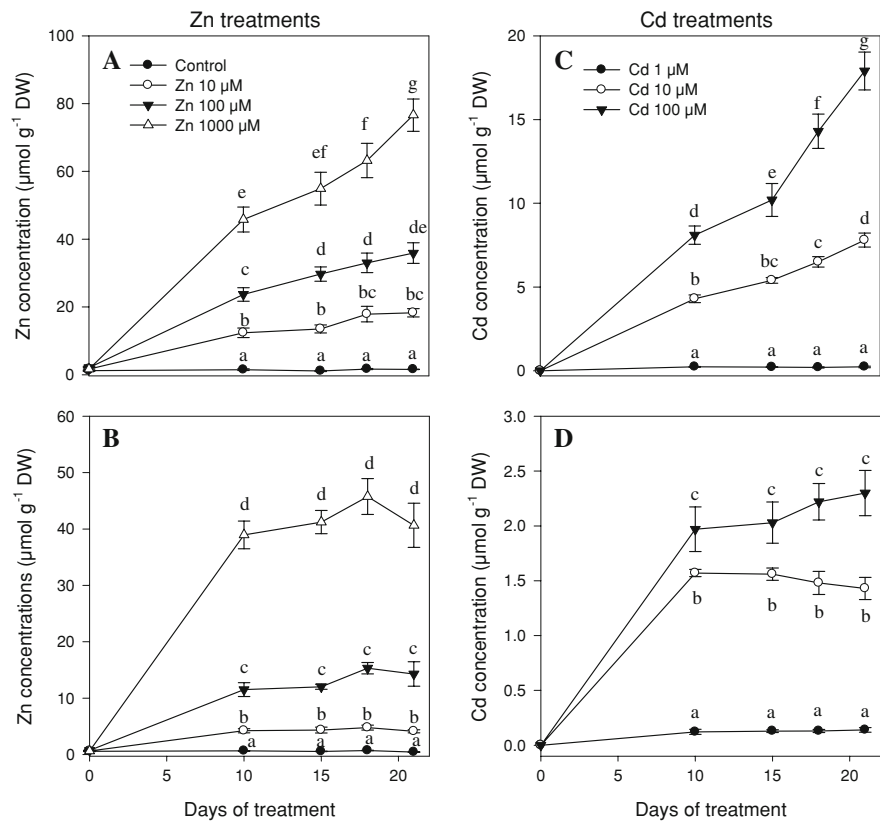 Zn treatments
Cd treatments
A
Control
Zn 10 µM
Zn 100 µM
Zn 1000 µM
Zn concentration (µmol g⁻¹ DW)
100
80
60
40
20
0
e
ef
f
g
c
d
d
de
b
b
bc
bc
a
a
a
a
C
Cd 1 µM
Cd 10 µM
Cd 100 µM
Cd concentration (µmol g⁻¹ DW)
20
15
10
5
0
d
e
f
g
b
bc
c
d
a
a
a
a
B
Zn concentrations (µmol g⁻¹ DW)
60
50
40
30
20
10
0
d
d
d
d
c
c
c
c
b
b
b
b
a
a
a
a
0
5
10
15
20
Days of treatment
D
Cd concentration (µmol g⁻¹ DW)
3.0
2.5
2.0
1.5
1.0
0.5
0.0
c
c
c
c
b
b
b
b
a
a
a
a
0
5
10
15
20
Days of treatment